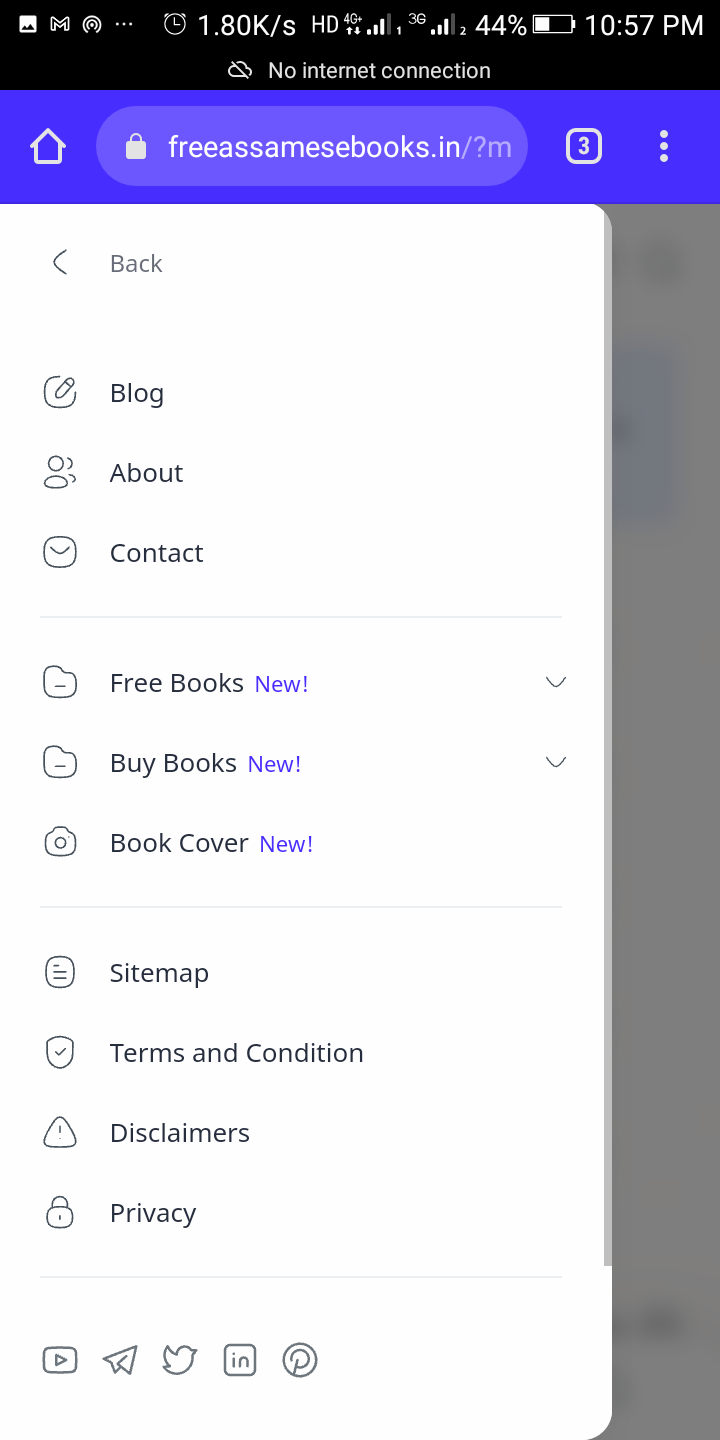 1.80K/s HD 4G+ 1 3G 2 44% 10:57 PM
No internet connection
freeassamesebooks.in/?m 3
Back
Blog
About
Contact
Free Books New!
Buy Books New!
Book Cover New!
Sitemap
Terms and Condition
Disclaimers
Privacy
in